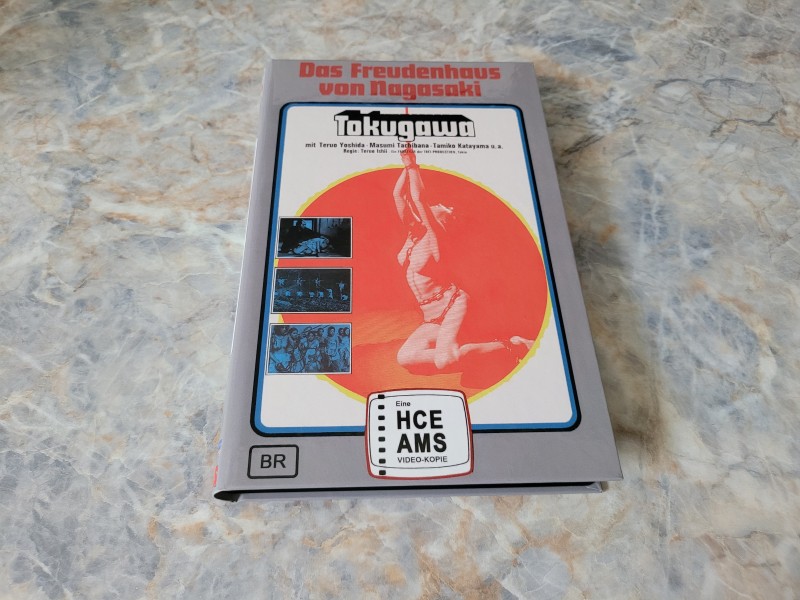 Das Freudenhaus
von Nagasaki
Tokugawa
mit Teruo Yoshida · Masumi Tachibana · Tamiko Katayama u.a.
Regie: Teruo Ishii
Eine
HCE
AMS
VIDEO-KOPIE
BR